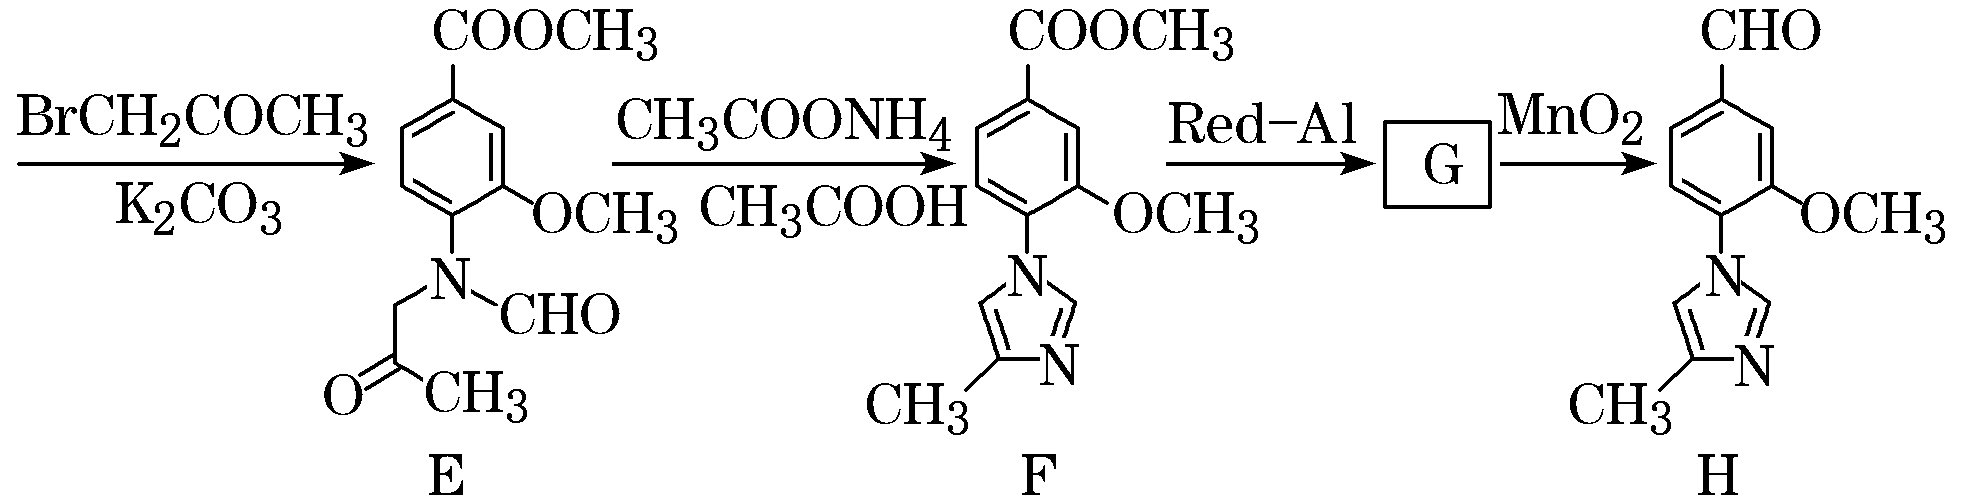 BrCH₂COCH₃
K₂CO₃
COOCH₃
OCH₃
N
CHO
O
CH₃
E
CH₃COONH₄
CH₃COOH
COOCH₃
OCH₃
N
N
CH₃
F
Red-Al
G
MnO₂
CHO
OCH₃
N
N
CH₃
H